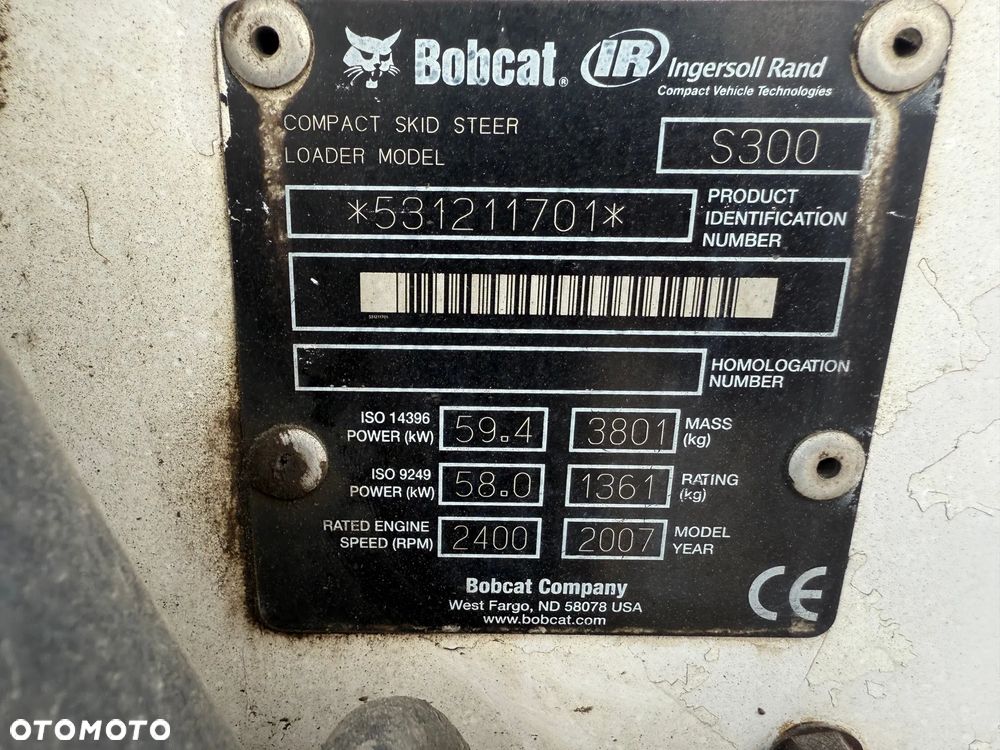 Bobcat® IR Ingersoll Rand
Compact Vehicle Technologies
COMPACT SKID STEER
LOADER MODEL
S300
*531211701*
PRODUCT
IDENTIFICATION
NUMBER
531211701
HOMOLOGATION
NUMBER
ISO 14396
POWER (kW)
59.4
3801
MASS
(kg)
ISO 9249
POWER (kW)
58.0
1361
RATING
(kg)
RATED ENGINE
SPEED (RPM)
2400
2007
MODEL
YEAR
Bobcat Company
West Fargo, ND 58078 USA
www.bobcat.com
CE
OTOMOTO